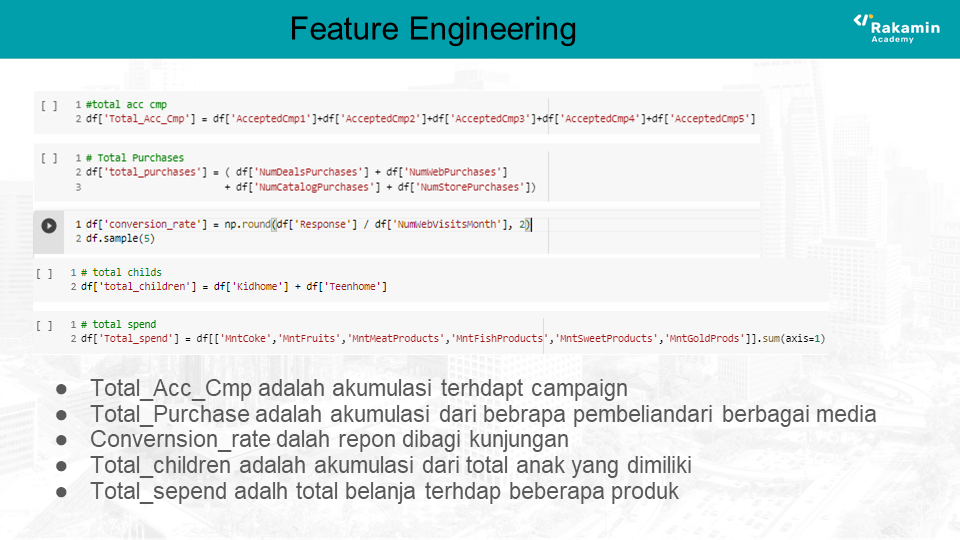 Feature Engineering
Rakamin
Academy
[ ] 1 #total acc cmp
2 df['Total_Acc_Cmp'] = df['AcceptedCmp1']+df['AcceptedCmp2']+df['AcceptedCmp3']+df['AcceptedCmp4']+df['AcceptedCmp5']
[ ] 1 # Total Purchases
2 df['total_purchases'] = ( df['NumDealsPurchases'] + df['NumWebPurchases']
3 + df['NumCatalogPurchases'] + df['NumStorePurchases'])
1 df['conversion_rate'] = np.round(df['Response'] / df['NumWebVisitsMonth'], 2)
2 df.sample(5)
[ ] 1 # total childs
2 df['total_children'] = df['Kidhome'] + df['Teenhome']
[ ] 1 # total spend
2 df['Total_spend'] = df[['MntCoke','MntFruits','MntMeatProducts','MntFishProducts','MntSweetProducts','MntGoldProds']].sum(axis=1)
● Total_Acc_Cmp adalah akumulasi terhdapt campaign
● Total_Purchase adalah akumulasi dari bebrapa pembeliandari berbagai media
● Convernsion_rate dalah repon dibagi kunjungan
● Total_children adalah akumulasi dari total anak yang dimiliki
● Total_sepend adalh total belanja terhdap beberapa produk